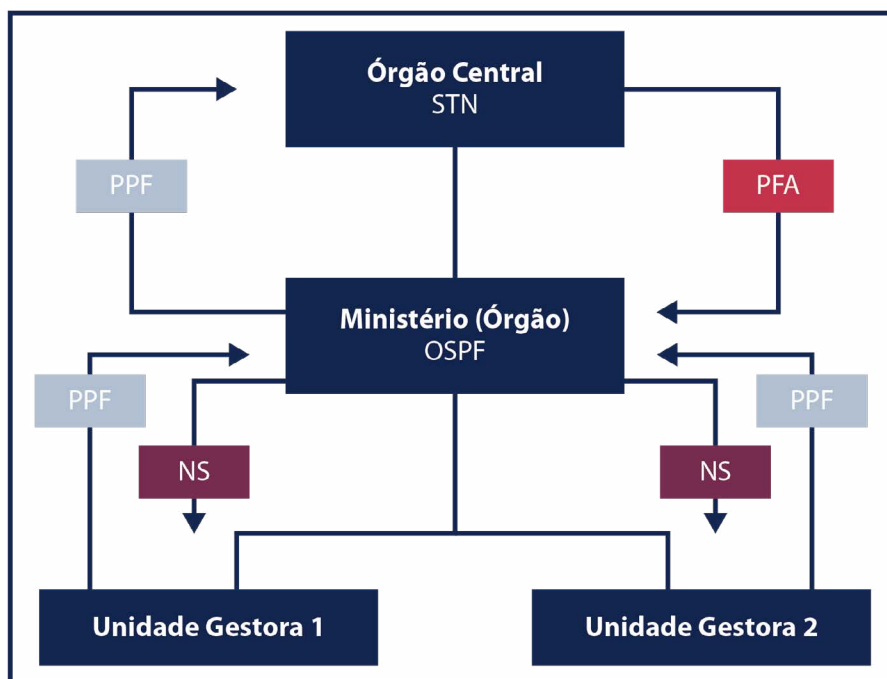 Órgão Central
STN
PPF
PFA
Ministério (Órgão)
OSPF
PPF
PPF
NS
NS
Unidade Gestora 1
Unidade Gestora 2